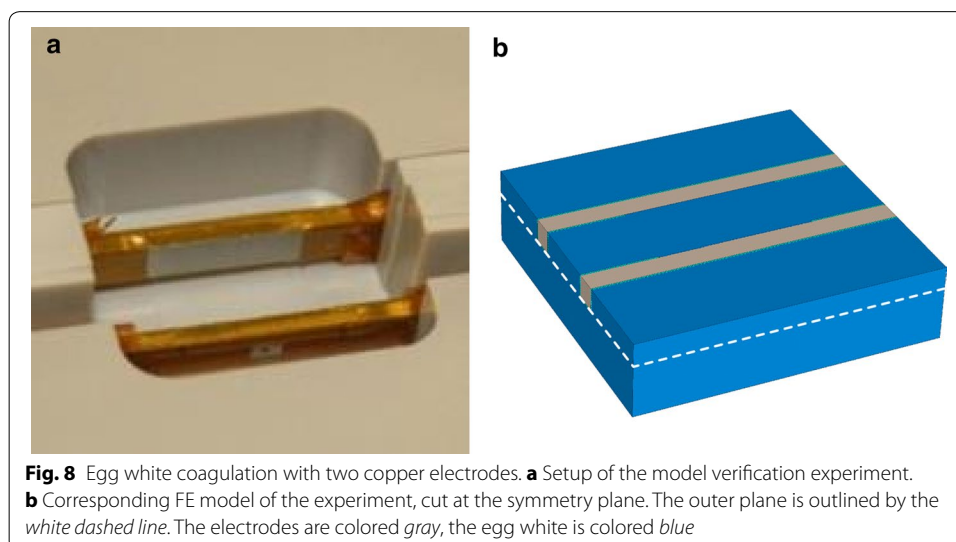 a
b
Fig. 8 Egg white coagulation with two copper electrodes. a Setup of the model verification experiment.
b Corresponding FE model of the experiment, cut at the symmetry plane. The outer plane is outlined by the
white dashed line. The electrodes are colored gray, the egg white is colored blue